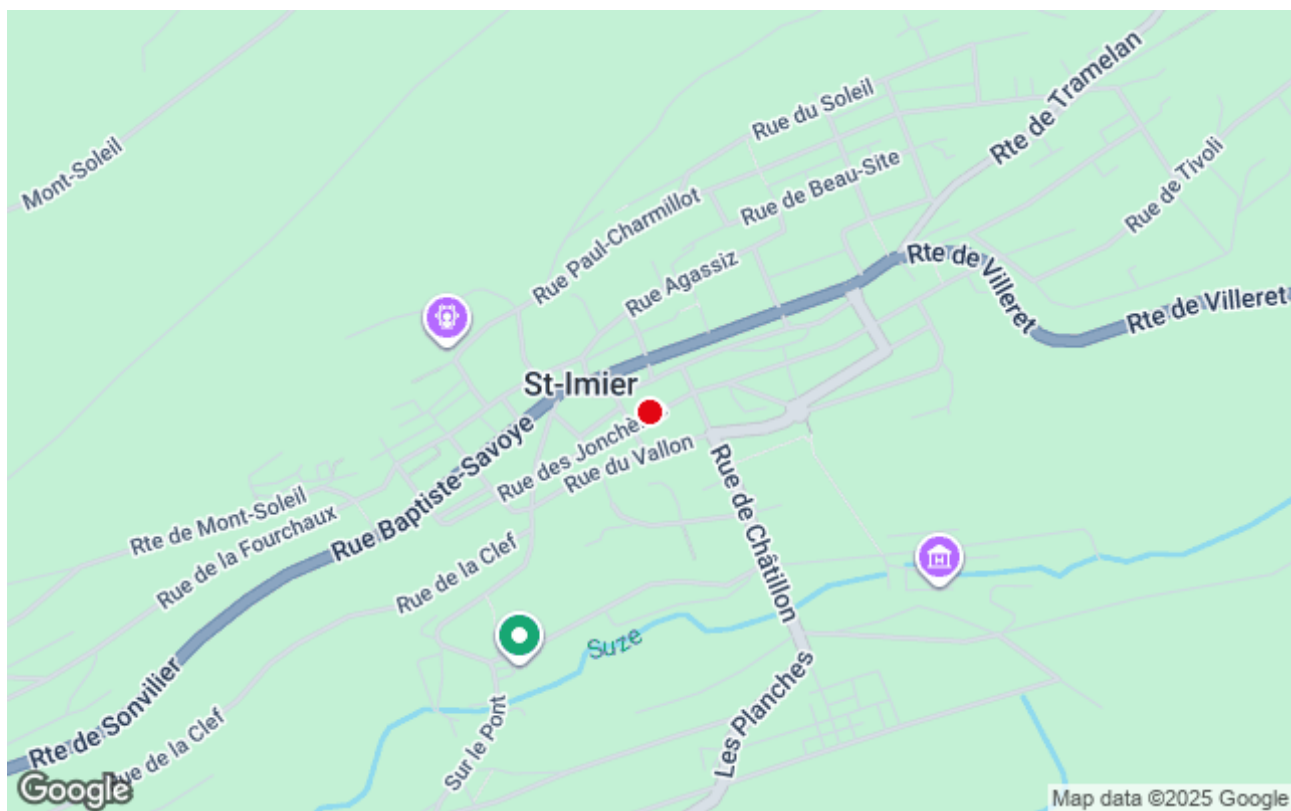 Mont-Soleil
Rue du Soleil
Rte de Tramelan
Rue de Beau-Site
Rue de Tivoli
Rue Paul-Charmillot
Rue Agassiz
Rte de Villeret
Rte de Villeret
St-Imier
Rue des Jonchè
Rue du Vallon
Rue Baptiste-Savoye
Rte de Mont-Soleil
Rue de la Fourchaux
Rue de la Clef
Rue de Châtillon
Suze
Les Planches
Rte de Sonvilier
Rue de la Clef
Sur le Pont
Google
Map data ©2025 Google